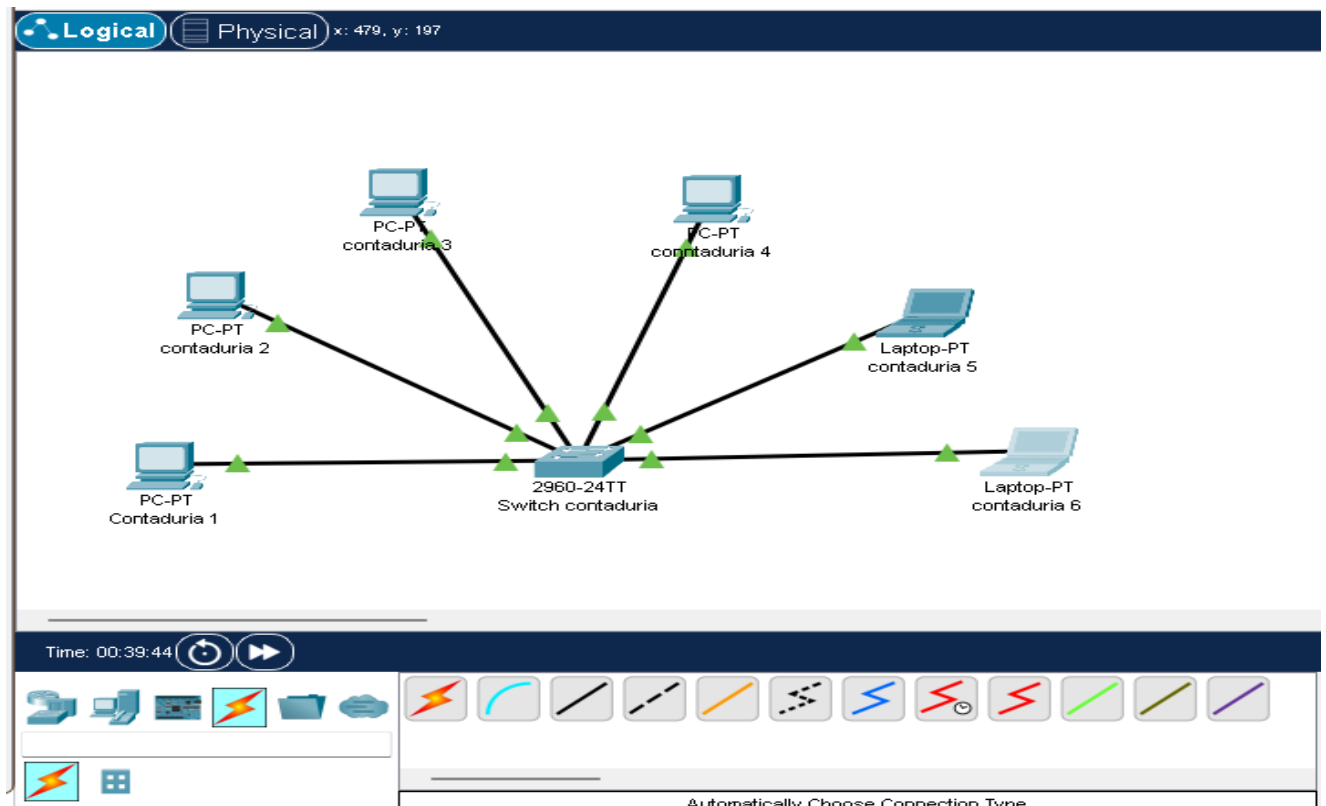 Logical Physical x: 479, y: 197
PC-PT
contaduria 3
PC-PT
conntaduria 4
PC-PT
contaduria 2
Laptop-PT
contaduria 5
PC-PT
Contaduria 1
2960-24TT
Switch contaduria
Laptop-PT
contaduria 6
Time: 00:39:44
Automatically Choose Connection Type